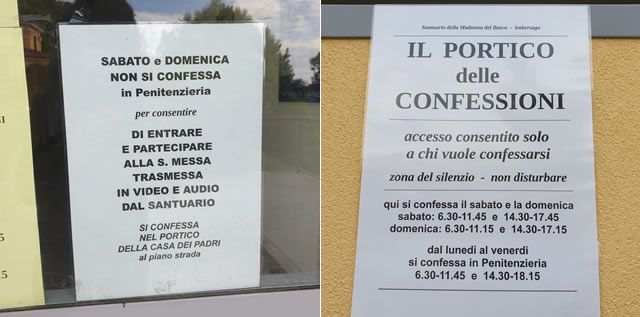 SABATO e DOMENICA
NON SI CONFESSA
in Penitenzieria
per consentire
DI ENTRARE
E PARTECIPARE
ALLA S. MESSA
TRASMESSA
IN VIDEO E AUDIO
DAL SANTUARIO
SI CONFESSA
NEL PORTICO
DELLA CASA DEI PADRI
al piano strada
Santuario della Madonna del Bosco - Imbersago
IL PORTICO
delle
CONFESSIONI
accesso consentito solo
a chi vuole confessarsi
zona del silenzio - non disturbare
qui si confessa il sabato e la domenica
sabato: 6.30-11.45 e 14.30-17.45
domenica: 6.30-11.15 e 14.30-17.15
dal lunedì al venerdì
si confessa in Penitenzieria
6.30-11.45 e 14.30-18.15